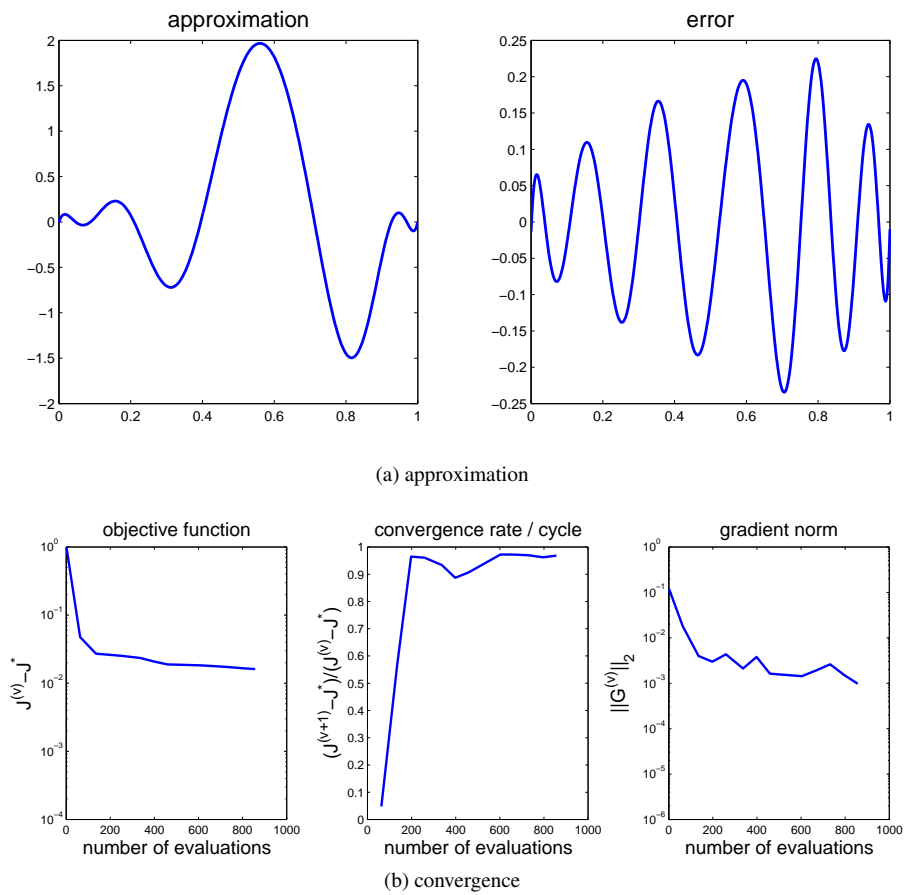 approximation
2
1.5
1
0.5
0
−0.5
−1
−1.5
−2
0 0.2 0.4 0.6 0.8 1
error
0.25
0.2
0.15
0.1
0.05
0
−0.05
−0.1
−0.15
−0.2
−0.25
0 0.2 0.4 0.6 0.8 1
(a) approximation
objective function
10^0
10^−1
10^−2
10^−3
10^−4
J^(v)−J^*
0 200 400 600 800 1000
number of evaluations
convergence rate / cycle
1
0.9
0.8
0.7
0.6
0.5
0.4
0.3
0.2
0.1
0
(J^(v+1)−J^*)/(J^(v)−J^*)
0 200 400 600 800 1000
number of evaluations
gradient norm
10^0
10^−1
10^−2
10^−3
10^−4
10^−5
10^−6
||G^(v)||_2
0 200 400 600 800 1000
number of evaluations
(b) convergence